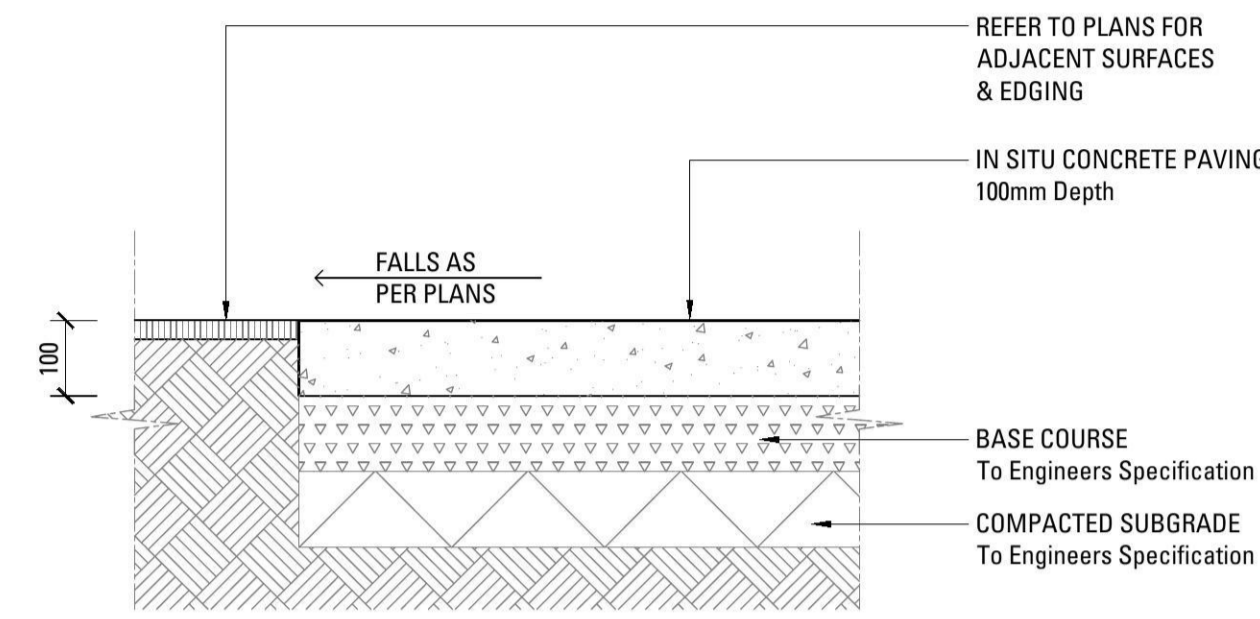 REFER TO PLANS FOR
ADJACENT SURFACES
& EDGING
IN SITU CONCRETE PAVING
100mm Depth
FALLS AS
PER PLANS
100
BASE COURSE
To Engineers Specification
COMPACTED SUBGRADE
To Engineers Specification